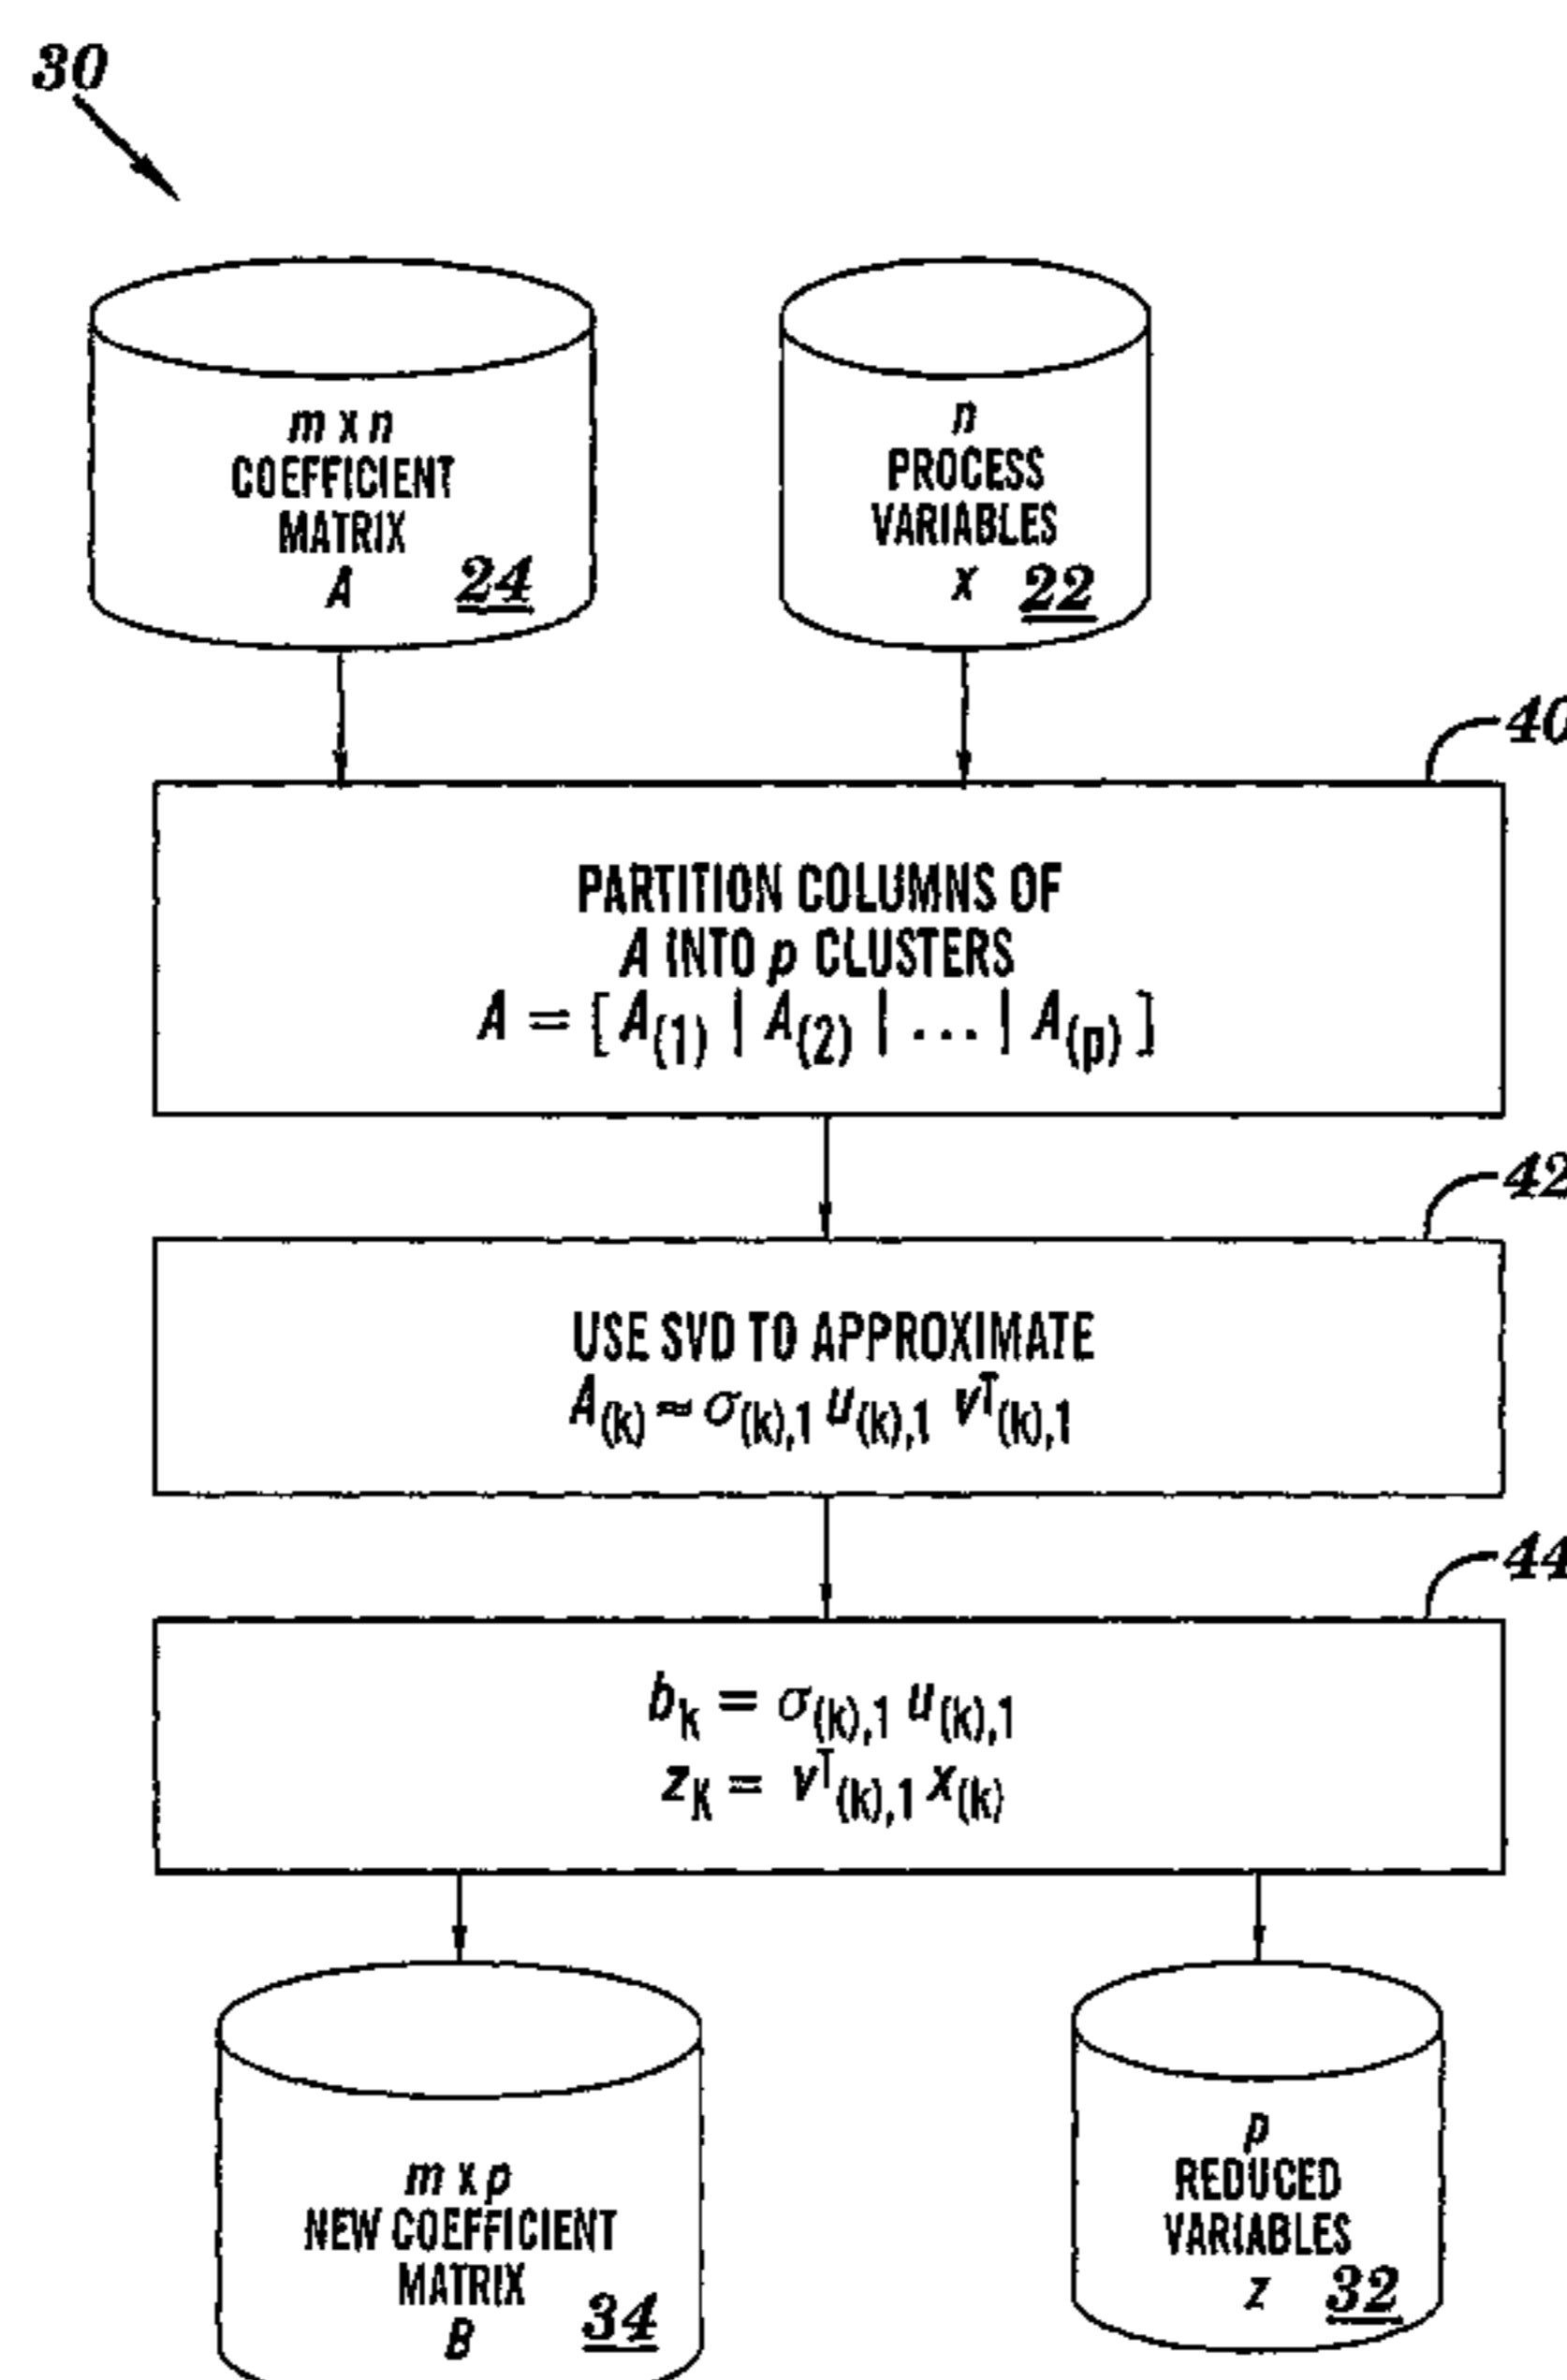 30
m x n
COEFFICIENT
MATRIX
A
24
n
PROCESS
VARIABLES
x
22
40
PARTITION COLUMNS OF
A INTO p CLUSTERS
A = [ A(1) | A(2) | ... | A(p) ]
42
USE SVD TO APPROXIMATE
A(k) ≈ σ(k),1 u(k),1 vᵀ(k),1
44
bk = σ(k),1 u(k),1
zK = vᵀ(k),1 x(k)
m x p
NEW COEFFICIENT
MATRIX
B
34
p
REDUCED
VARIABLES
z
32